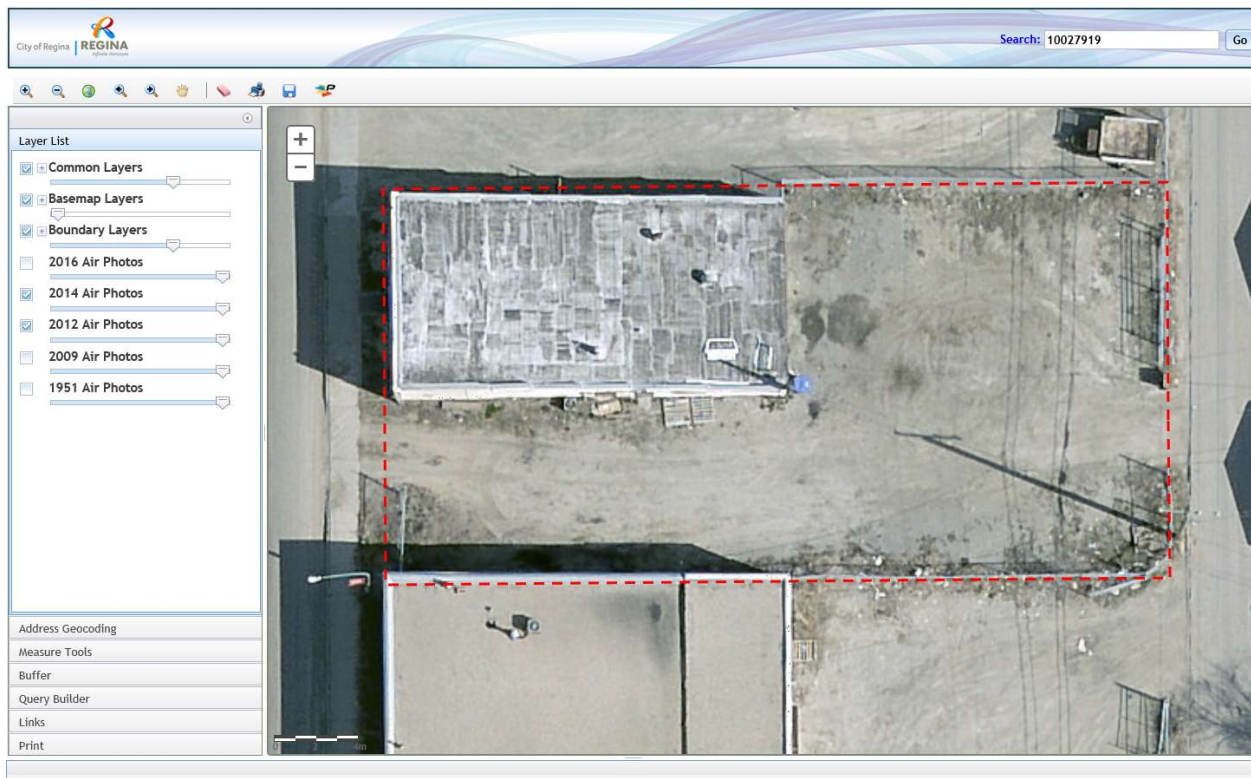 City of Regina
REGINA
Infinite Horizons
Search: 10027919 Go
Layer List
Common Layers
Basemap Layers
Boundary Layers
2016 Air Photos
2014 Air Photos
2012 Air Photos
2009 Air Photos
1951 Air Photos
Address Geocoding
Measure Tools
Buffer
Query Builder
Links
Print
+
−
0 2 4m